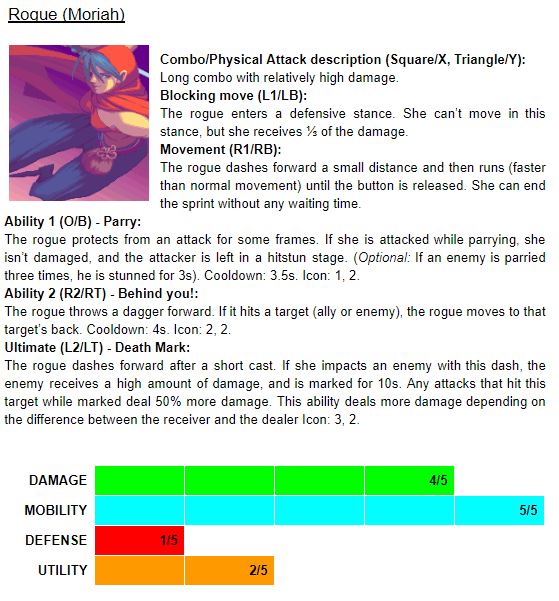 Rogue (Moriah)
Combo/Physical Attack description (Square/X, Triangle/Y):
Long combo with relatively high damage.
Blocking move (L1/LB):
The rogue enters a defensive stance. She can’t move in this
stance, but she receives ⅓ of the damage.
Movement (R1/RB):
The rogue dashes forward a small distance and then runs (faster
than normal movement) until the button is released. She can end
the sprint without any waiting time.
Ability 1 (O/B) - Parry:
The rogue protects from an attack for some frames. If she is attacked while parrying, she
isn’t damaged, and the attacker is left in a hitstun stage. (Optional: If an enemy is parried
three times, he is stunned for 3s). Cooldown: 3.5s. Icon: 1, 2.
Ability 2 (R2/RT) - Behind you!:
The rogue throws a dagger forward. If it hits a target (ally or enemy), the rogue moves to that
target’s back. Cooldown: 4s. Icon: 2, 2.
Ultimate (L2/LT) - Death Mark:
The rogue dashes forward after a short cast. If she impacts an enemy with this dash, the
enemy receives a high amount of damage, and is marked for 10s. Any attacks that hit this
target while marked deal 50% more damage. This ability deals more damage depending on
the difference between the receiver and the dealer Icon: 3, 2.
DAMAGE 4/5
MOBILITY 5/5
DEFENSE 1/5
UTILITY 2/5